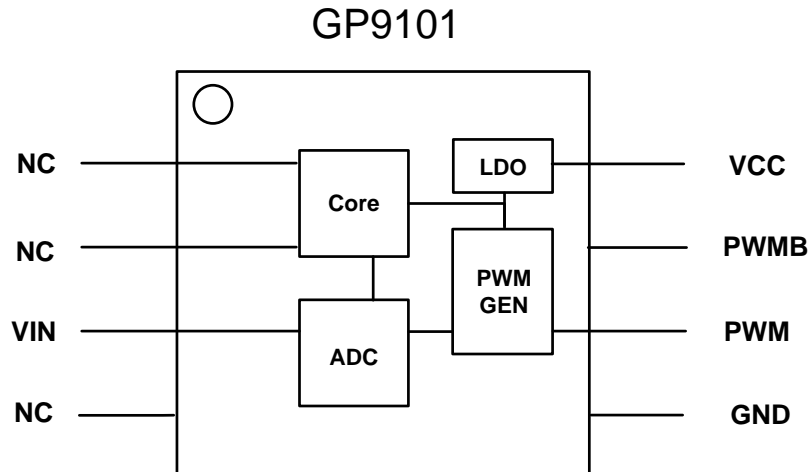 GP9101
NC
LDO
VCC
Core
NC
PWM
GEN
PWMB
VIN
ADC
PWM
NC
GND